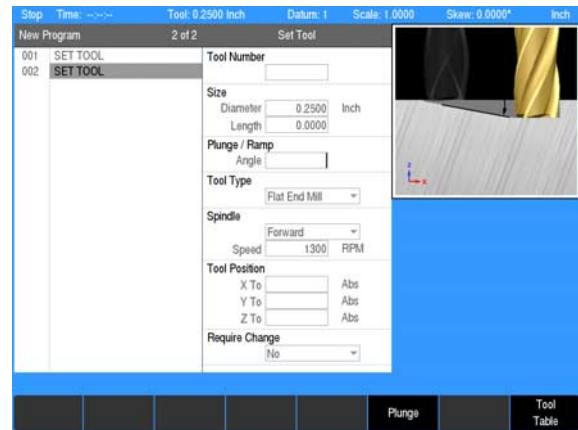 Stop Time: --:--:-- Tool: 0.2500 Inch Datum: 1 Scale: 1.0000 Skew: 0.0000° Inch
New Program 2 of 2 Set Tool
001 SET TOOL
002 SET TOOL
Tool Number
Size
Diameter 0.2500 Inch
Length 0.0000
Plunge / Ramp
Angle
Tool Type
Flat End Mill
Spindle
Forward
Speed 1300 RPM
Tool Position
X To Abs
Y To Abs
Z To Abs
Require Change
No
z
x
Plunge
Tool
Table